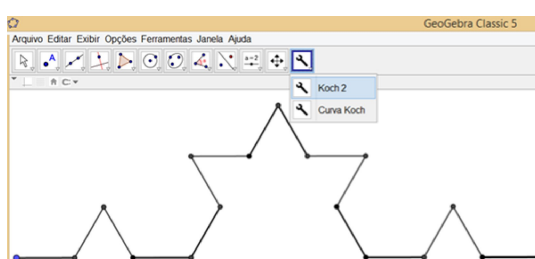 GeoGebra Classic 5
Arquivo Editar Exibir Opções Ferramentas Janela Ajuda
a=2
Koch 2
Curva Koch